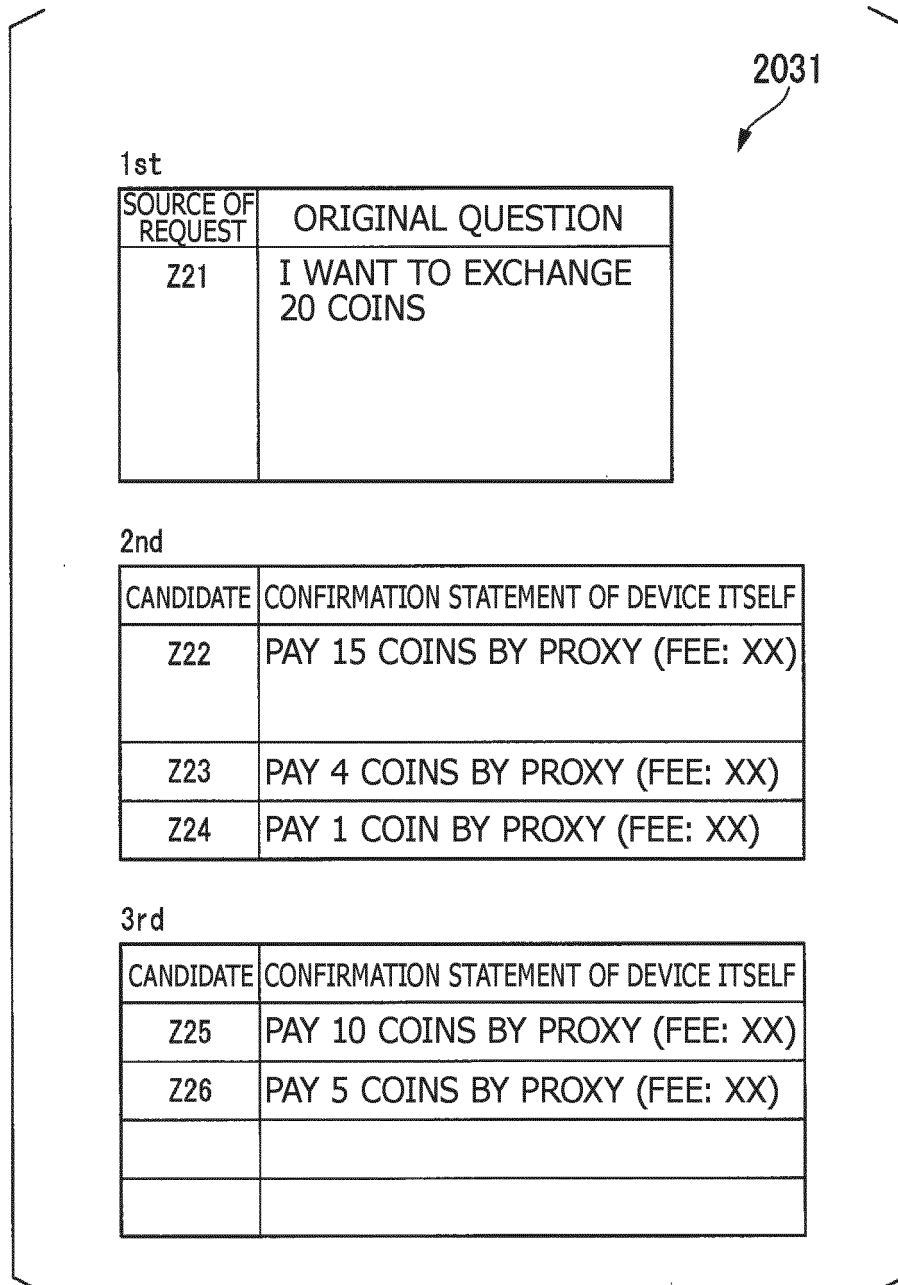 2031
1st
SOURCE OF REQUEST ORIGINAL QUESTION
Z21 I WANT TO EXCHANGE
20 COINS
2nd
CANDIDATE CONFIRMATION STATEMENT OF DEVICE ITSELF
Z22 PAY 15 COINS BY PROXY (FEE: XX)
Z23 PAY 4 COINS BY PROXY (FEE: XX)
Z24 PAY 1 COIN BY PROXY (FEE: XX)
3rd
CANDIDATE CONFIRMATION STATEMENT OF DEVICE ITSELF
Z25 PAY 10 COINS BY PROXY (FEE: XX)
Z26 PAY 5 COINS BY PROXY (FEE: XX)